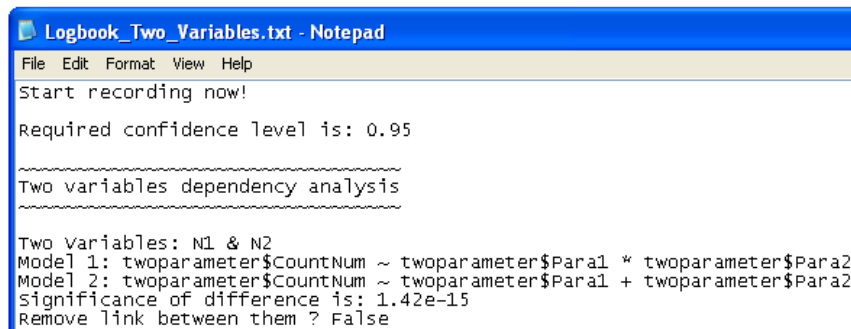 Logbook_Two_Variables.txt - Notepad
File Edit Format View Help
Start recording now!
Required confidence level is: 0.95
~~~~~~~~~~~~~~~~~~~~~~~~~~~~~~~~~~
Two variables dependency analysis
~~~~~~~~~~~~~~~~~~~~~~~~~~~~~~~~~~
Two Variables: N1 & N2
Model 1: twoparameter$CountNum ~ twoparameter$Para1 * twoparameter$Para2
Model 2: twoparameter$CountNum ~ twoparameter$Para1 + twoparameter$Para2
Significance of difference is: 1.42e-15
Remove link between them ? False